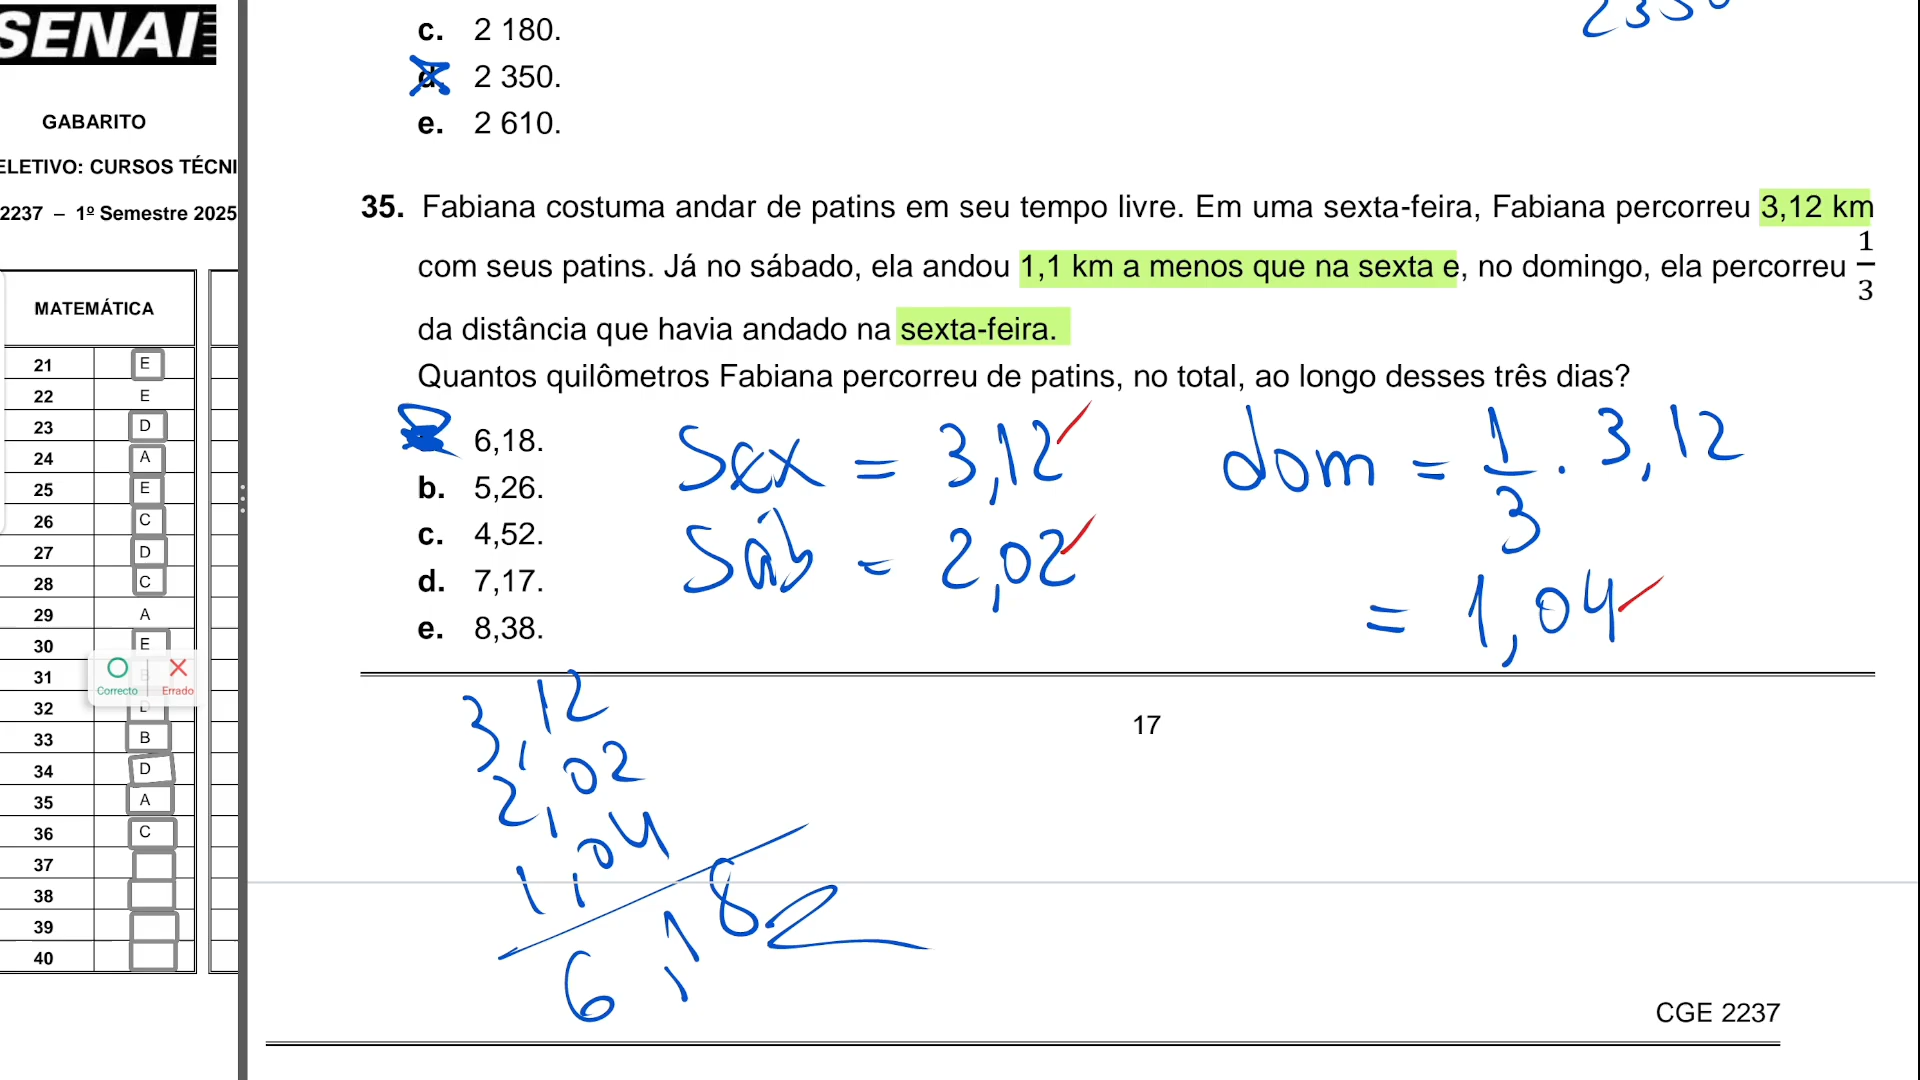 SENAI
GABARITO
ELETIVO: CURSOS TÉCNI
2237 – 1º Semestre 2025
MATEMÁTICA
21 E
22 E
23 D
24 A
25 E
26 C
27 D
28 C
29 A
30 E
31
32
33 B
34 D
35 A
36 C
37
38
39
40
Correcto Errado
2350
c. 2 180.
d. 2 350.
e. 2 610.
35. Fabiana costuma andar de patins em seu tempo livre. Em uma sexta-feira, Fabiana percorreu 3,12 km
com seus patins. Já no sábado, ela andou 1,1 km a menos que na sexta e, no domingo, ela percorreu 1/3
da distância que havia andado na sexta-feira.
Quantos quilômetros Fabiana percorreu de patins, no total, ao longo desses três dias?
6,18.
b. 5,26.
c. 4,52.
d. 7,17.
e. 8,38.
Sex = 3,12
Sáb = 2,02
dom = 1/3 . 3,12
= 1,04
3,12
2,02
1,04
6,18
17
CGE 2237